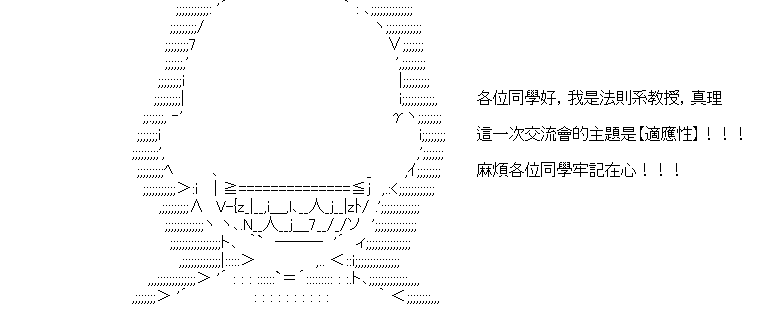 各位同學好，我是法則系教授，真理
這一次交流會的主題是【適應性】！！！
麻煩各位同學牢記在心！！！